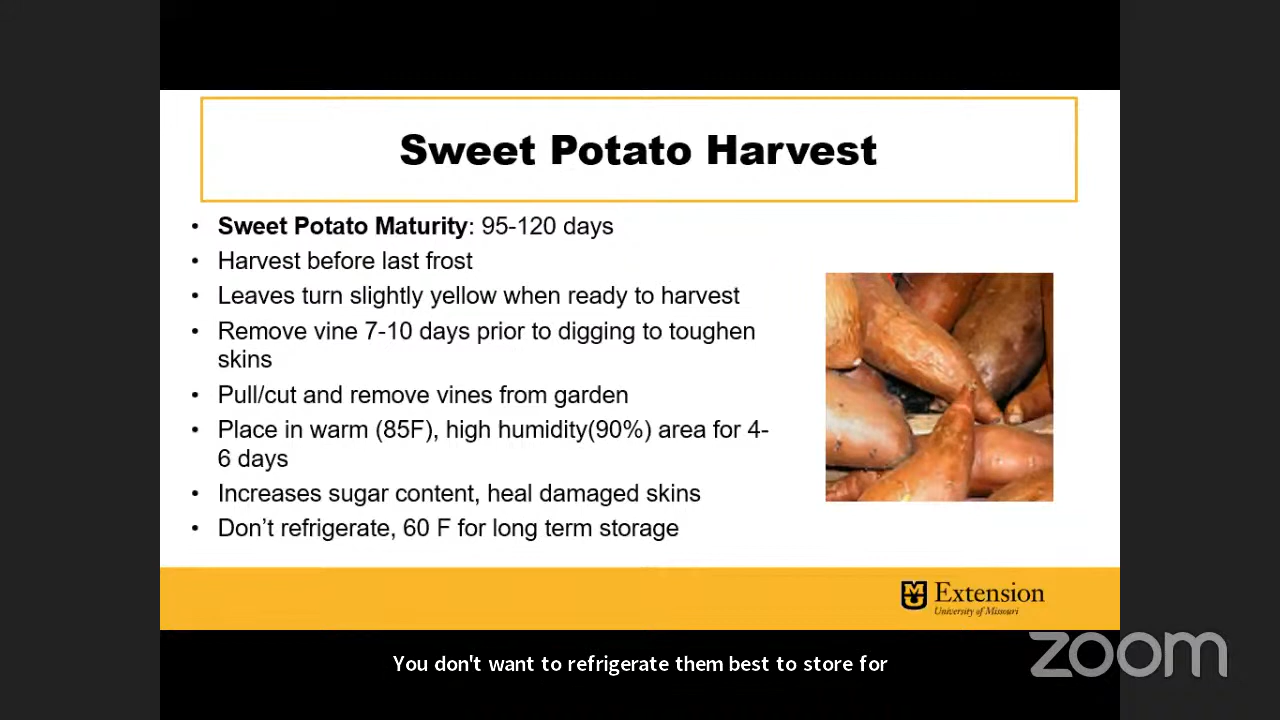 Sweet Potato Harvest
• Sweet Potato Maturity: 95-120 days
• Harvest before last frost
• Leaves turn slightly yellow when ready to harvest
• Remove vine 7-10 days prior to digging to toughen
skins
• Pull/cut and remove vines from garden
• Place in warm (85F), high humidity(90%) area for 4-
6 days
• Increases sugar content, heal damaged skins
• Don't refrigerate, 60 F for long term storage
MU Extension
University of Missouri
You don't want to refrigerate them best to store for
zoom